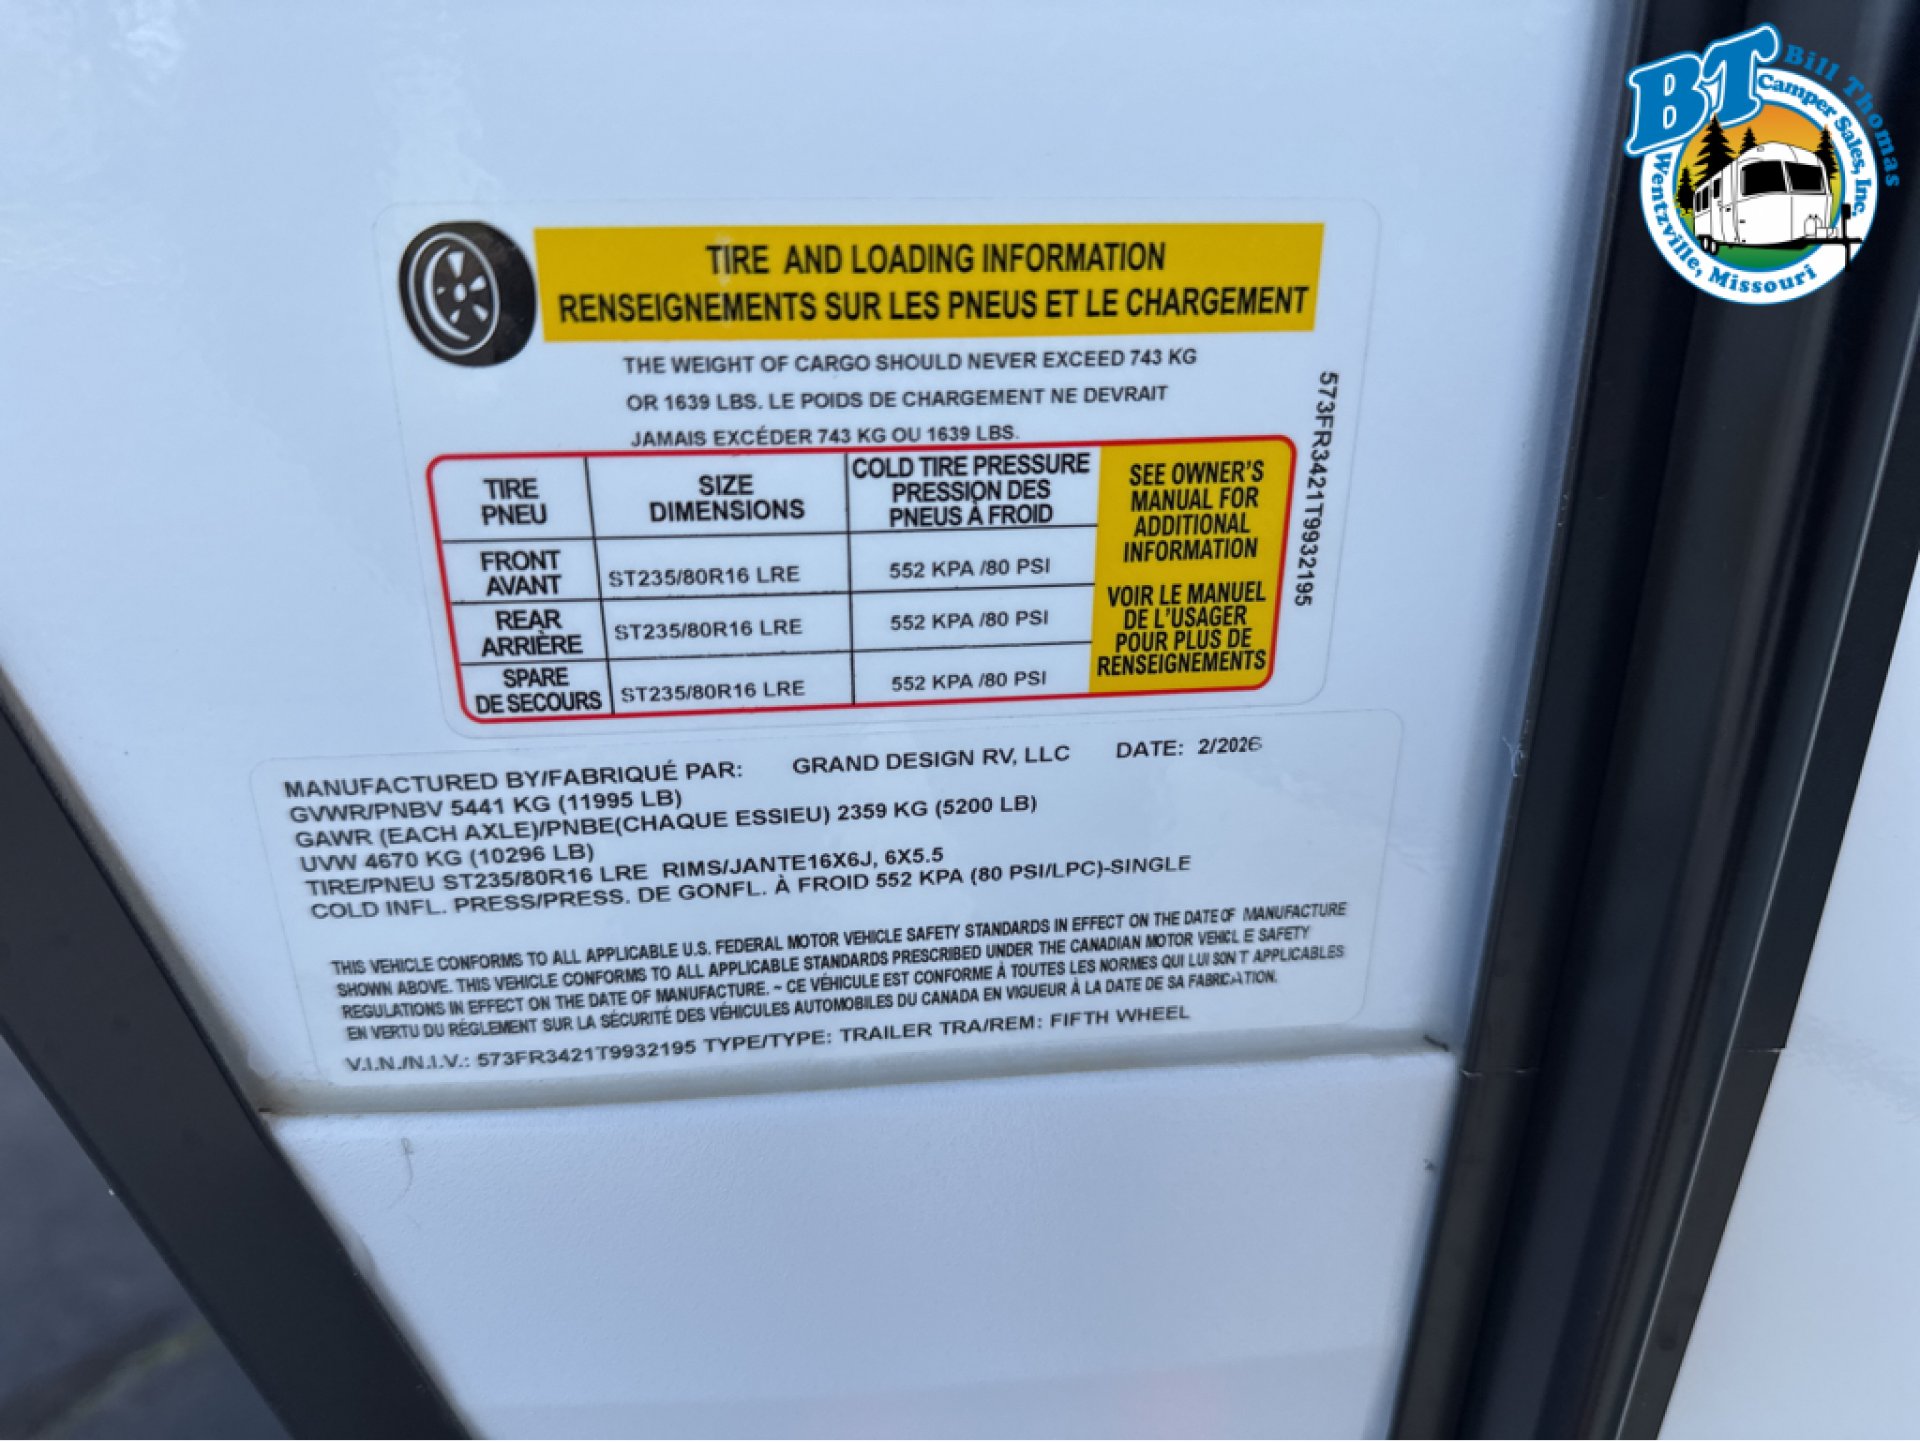 BT
Bill Thomas
Camper Sales, Inc.
Wentzville, Missouri
TIRE AND LOADING INFORMATION
RENSEIGNEMENTS SUR LES PNEUS ET LE CHARGEMENT
THE WEIGHT OF CARGO SHOULD NEVER EXCEED 743 KG
OR 1639 LBS. LE POIDS DE CHARGEMENT NE DEVRAIT
JAMAIS EXCÉDER 743 KG OU 1639 LBS.
TIRE
PNEU
SIZE
DIMENSIONS
COLD TIRE PRESSURE
PRESSION DES
PNEUS À FROID
FRONT
AVANT
ST235/80R16 LRE
552 KPA /80 PSI
REAR
ARRIÈRE
ST235/80R16 LRE
552 KPA /80 PSI
SPARE
DE SECOURS
ST235/80R16 LRE
552 KPA /80 PSI
SEE OWNER'S
MANUAL FOR
ADDITIONAL
INFORMATION
VOIR LE MANUEL
DE L'USAGER
POUR PLUS DE
RENSEIGNEMENTS
573FR3421T9932195
MANUFACTURED BY/FABRIQUÉ PAR: GRAND DESIGN RV, LLC DATE: 2/2026
GVWR/PNBV 5441 KG (11995 LB)
GAWR (EACH AXLE)/PNBE(CHAQUE ESSIEU) 2359 KG (5200 LB)
UVW 4670 KG (10296 LB)
TIRE/PNEU ST235/80R16 LRE RIMS/JANTE16X6J, 6X5.5
COLD INFL. PRESS/PRESS. DE GONFL. À FROID 552 KPA (80 PSI/LPC)-SINGLE
THIS VEHICLE CONFORMS TO ALL APPLICABLE U.S. FEDERAL MOTOR VEHICLE SAFETY STANDARDS IN EFFECT ON THE DATE OF MANUFACTURE
SHOWN ABOVE. THIS VEHICLE CONFORMS TO ALL APPLICABLE STANDARDS PRESCRIBED UNDER THE CANADIAN MOTOR VEHICLE SAFETY
REGULATIONS IN EFFECT ON THE DATE OF MANUFACTURE. ~ CE VÉHICULE EST CONFORME À TOUTES LES NORMES QUI LUI SONT APPLICABLES
EN VERTU DU RÉGLEMENT SUR LA SÉCURITÉ DES VÉHICULES AUTOMOBILES DU CANADA EN VIGUEUR À LA DATE DE SA FABRICATION.
V.I.N./N.I.V.: 573FR3421T9932195 TYPE/TYPE: TRAILER TRA/REM: FIFTH WHEEL